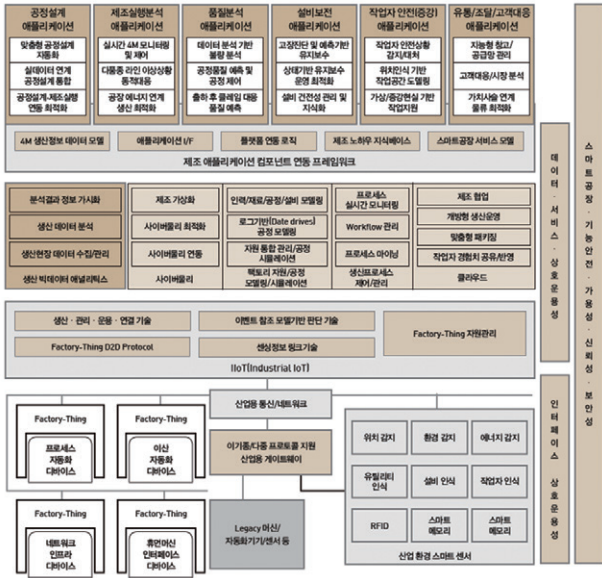 공정설계
애플리케이션
맞춤형 공정설계
자동화
실데이터 연계
공정설계 통합
공정설계-제조실행
연동 최적화
제조실행분석
애플리케이션
실시간 4M 모니터링
및 제어
다품종 라인 이상상황
동적대응
공장 에너지 연계
생산 최적화
품질분석
애플리케이션
데이터 분석 기반
불량 분석
공정품질 예측 및
공정 제어
출하 후 클레임 대응
품질 예측
설비보전
애플리케이션
고장진단 및 예측기반
유지보수
상태기반 유지보수
운영 최적화
설비 건전성 관리 및
지식화
작업자 안전(증강)
애플리케이션
작업자 안전상황
감지/대처
위치인식 기반
작업공간 도델링
가상/증강현실 기반
작업지원
유통/조달/고객대응
애플리케이션
지능형 창고/
공급망 관리
고객대응/시장 분석
가치사슬 연계
물류 최적화
4M 생산정보 데이터 모델
애플리케이션 I/F
플랫폼 연동 로직
제조 노하우 지식베이스
스마트공장 서비스 모델
제조 애플리케이션 컴포넌트 연동 프레임워크
분석결과 정보 가시화
생산 데이터 분석
생산현장 데이터 수집/관리
생산 빅데이터 애널리틱스
제조 가상화
사이버물리 최적화
사이버물리 연동
사이버물리
인력/재료/공정/설비 모델링
로그기반(Date drives)
공정 모델링
자원 통합 관리/공정
시뮬레이션
팩토리 자원/공정
모델링/시뮬레이션
프로세스
실시간 모니터링
Workflow 관리
프로세스 마이닝
생신프로세스
제어/관리
제조 협업
개방형 생산운영
맞춤형 패키징
작업자 경험치 공유/반영
클라우드
생산·관리·운용·연결 기술
이벤트 참조 모델기반 판단 기술
Factory-Thing 자원관리
Factory-Thing D2D Protocol
센싱정보 링크기술
IIoT(Industrial IoT)
산업용 통신/네트워크
이기종/다종 프로토콜 지원
산업용 게이트웨이
Legacy 머신/
자동화기기/센서 등
Factory-Thing
프로세스
자동화
디바이스
Factory-Thing
이산
자동화
디바이스
Factory-Thing
네트워크
인프라
디바이스
Factory-Thing
휴먼머신
인터페이스
디바이스
위치 감지
환경 감지
에너지 감지
유틸리티
인식
설비 인식
작업자 인식
RFID
스마트
메모리
스마트
메모리
산업 환경 스마트 센서
데이터·서비스·상호운용성
인터페이스 상호운용성
스마트공장·기능안전·가용성·신뢰성·보안성